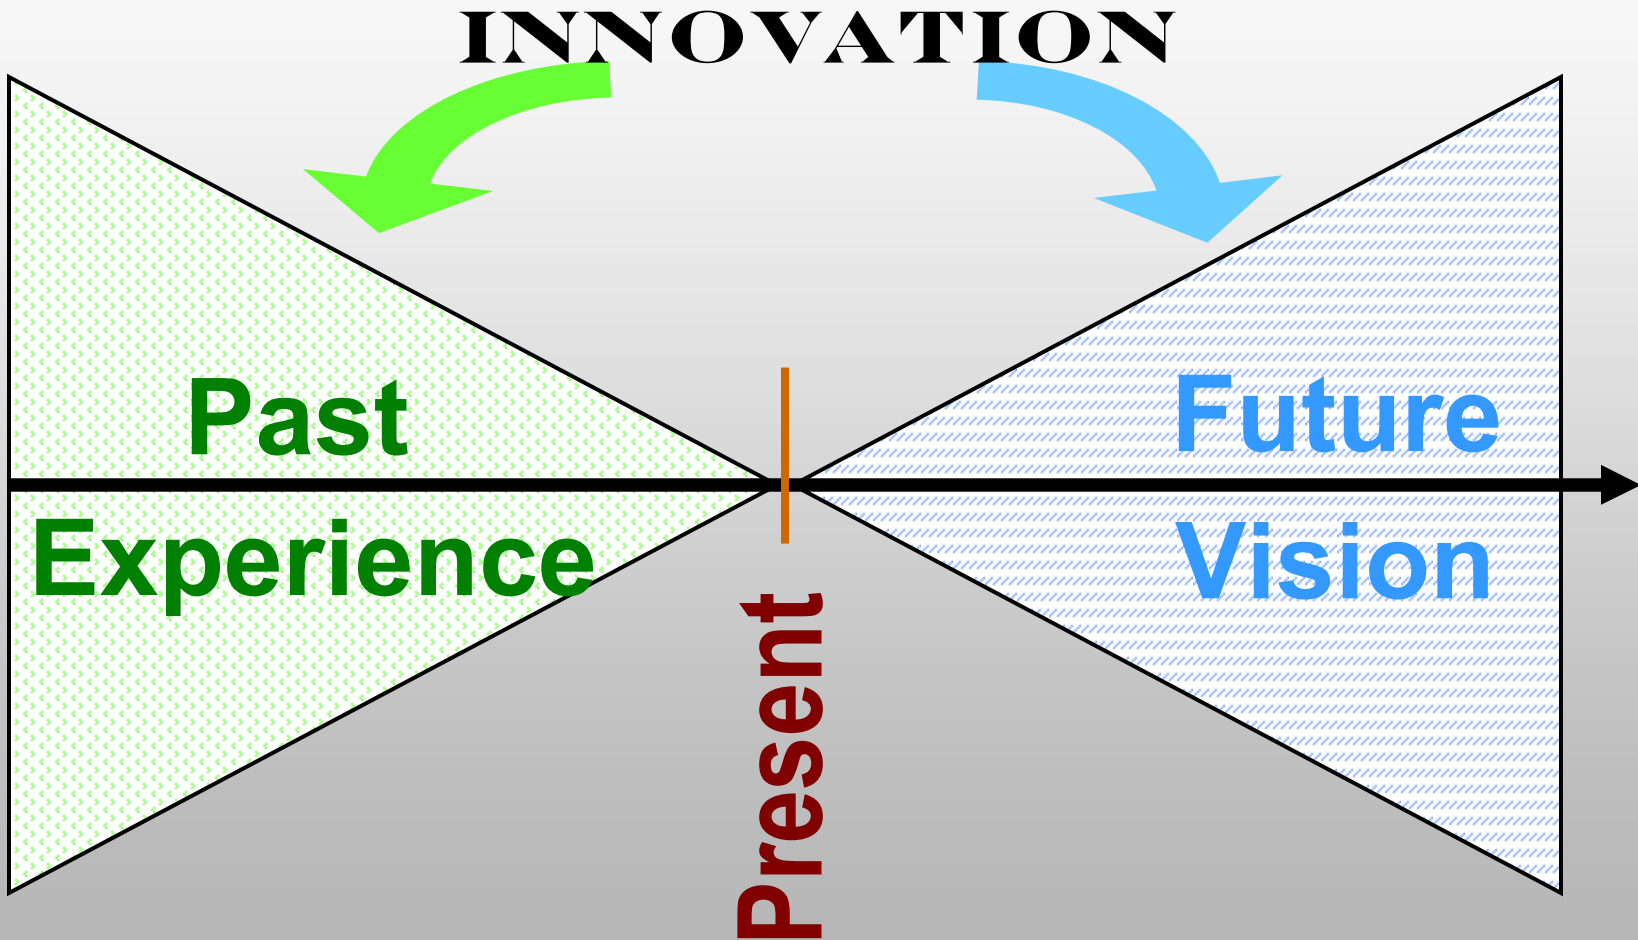 INNOVATION
Past
Experience
Future
Vision
Present